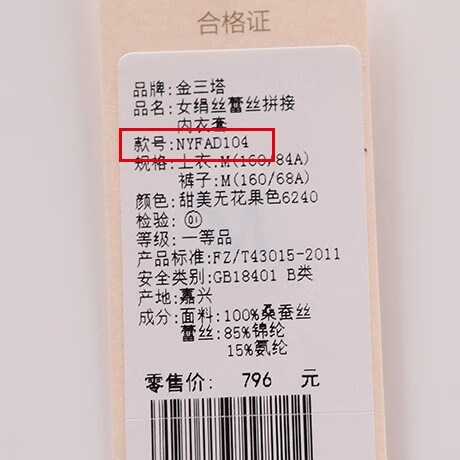 合格证
品牌:金三塔
品名:女绢丝蕾丝拼接
内衣套
款号:NYFAD104
规格:上衣:M(160/84A)
裤子:M(160/68A)
颜色:甜美无花果色6240
检验: 01
等级:一等品
产品标准:FZ/T43015-2011
安全类别:GB18401 B类
产地:嘉兴
成分:面料:100%桑蚕丝
蕾丝:85%锦纶
15%氨纶
零售价: 796 元